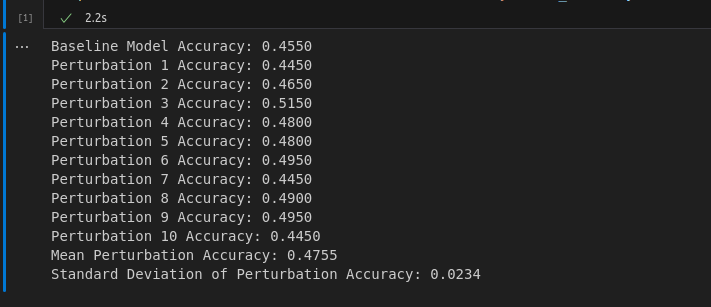 [1] ✓ 2.2s
... Baseline Model Accuracy: 0.4550
Perturbation 1 Accuracy: 0.4450
Perturbation 2 Accuracy: 0.4650
Perturbation 3 Accuracy: 0.5150
Perturbation 4 Accuracy: 0.4800
Perturbation 5 Accuracy: 0.4800
Perturbation 6 Accuracy: 0.4950
Perturbation 7 Accuracy: 0.4450
Perturbation 8 Accuracy: 0.4900
Perturbation 9 Accuracy: 0.4950
Perturbation 10 Accuracy: 0.4450
Mean Perturbation Accuracy: 0.4755
Standard Deviation of Perturbation Accuracy: 0.0234